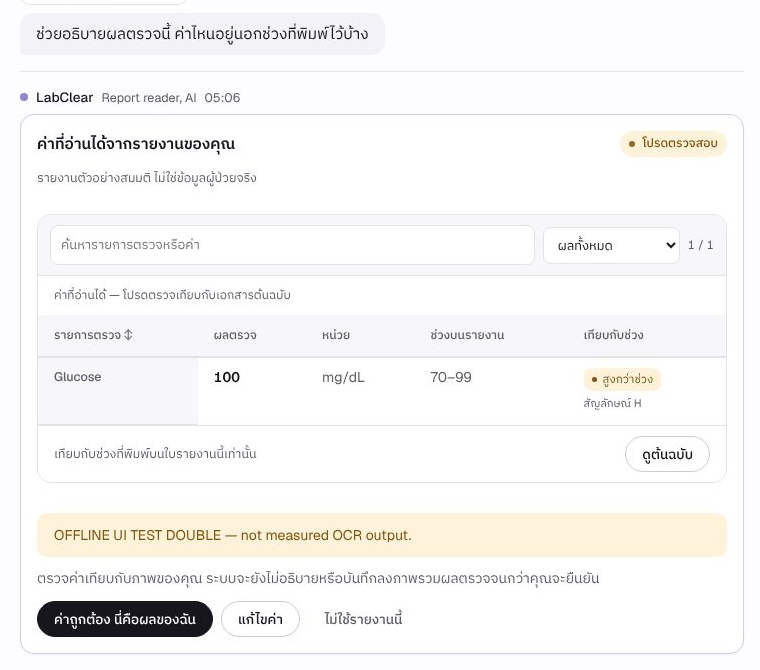 ช่วยอธิบายผลตรวจนี้ ค่าไหนอยู่นอกช่วงที่พิมพ์ไว้บ้าง
LabClear Report reader, AI 05:06
ค่าที่อ่านได้จากรายงานของคุณ
โปรดตรวจสอบ
รายงานตัวอย่างสมมติ ไม่ใช่ข้อมูลผู้ป่วยจริง
ค้นหารายการตรวจหรือค่า
ผลทั้งหมด
1 / 1
ค่าที่อ่านได้ — โปรดตรวจเทียบกับเอกสารต้นฉบับ
รายการตรวจ ผลตรวจ หน่วย ช่วงบนรายงาน เทียบกับช่วง
Glucose 100 mg/dL 70–99 สูงกว่าช่วง
สัญลักษณ์ H
เทียบกับช่วงที่พิมพ์บนใบรายงานนี้เท่านั้น
ดูต้นฉบับ
OFFLINE UI TEST DOUBLE — not measured OCR output.
ตรวจค่าเทียบกับภาพของคุณ ระบบจะยังไม่อธิบายหรือบันทึกลงภาพรวมผลตรวจจนกว่าคุณจะยืนยัน
ค่าถูกต้อง นี่คือผลของฉัน
แก้ไขค่า
ไม่ใช้รายงานนี้